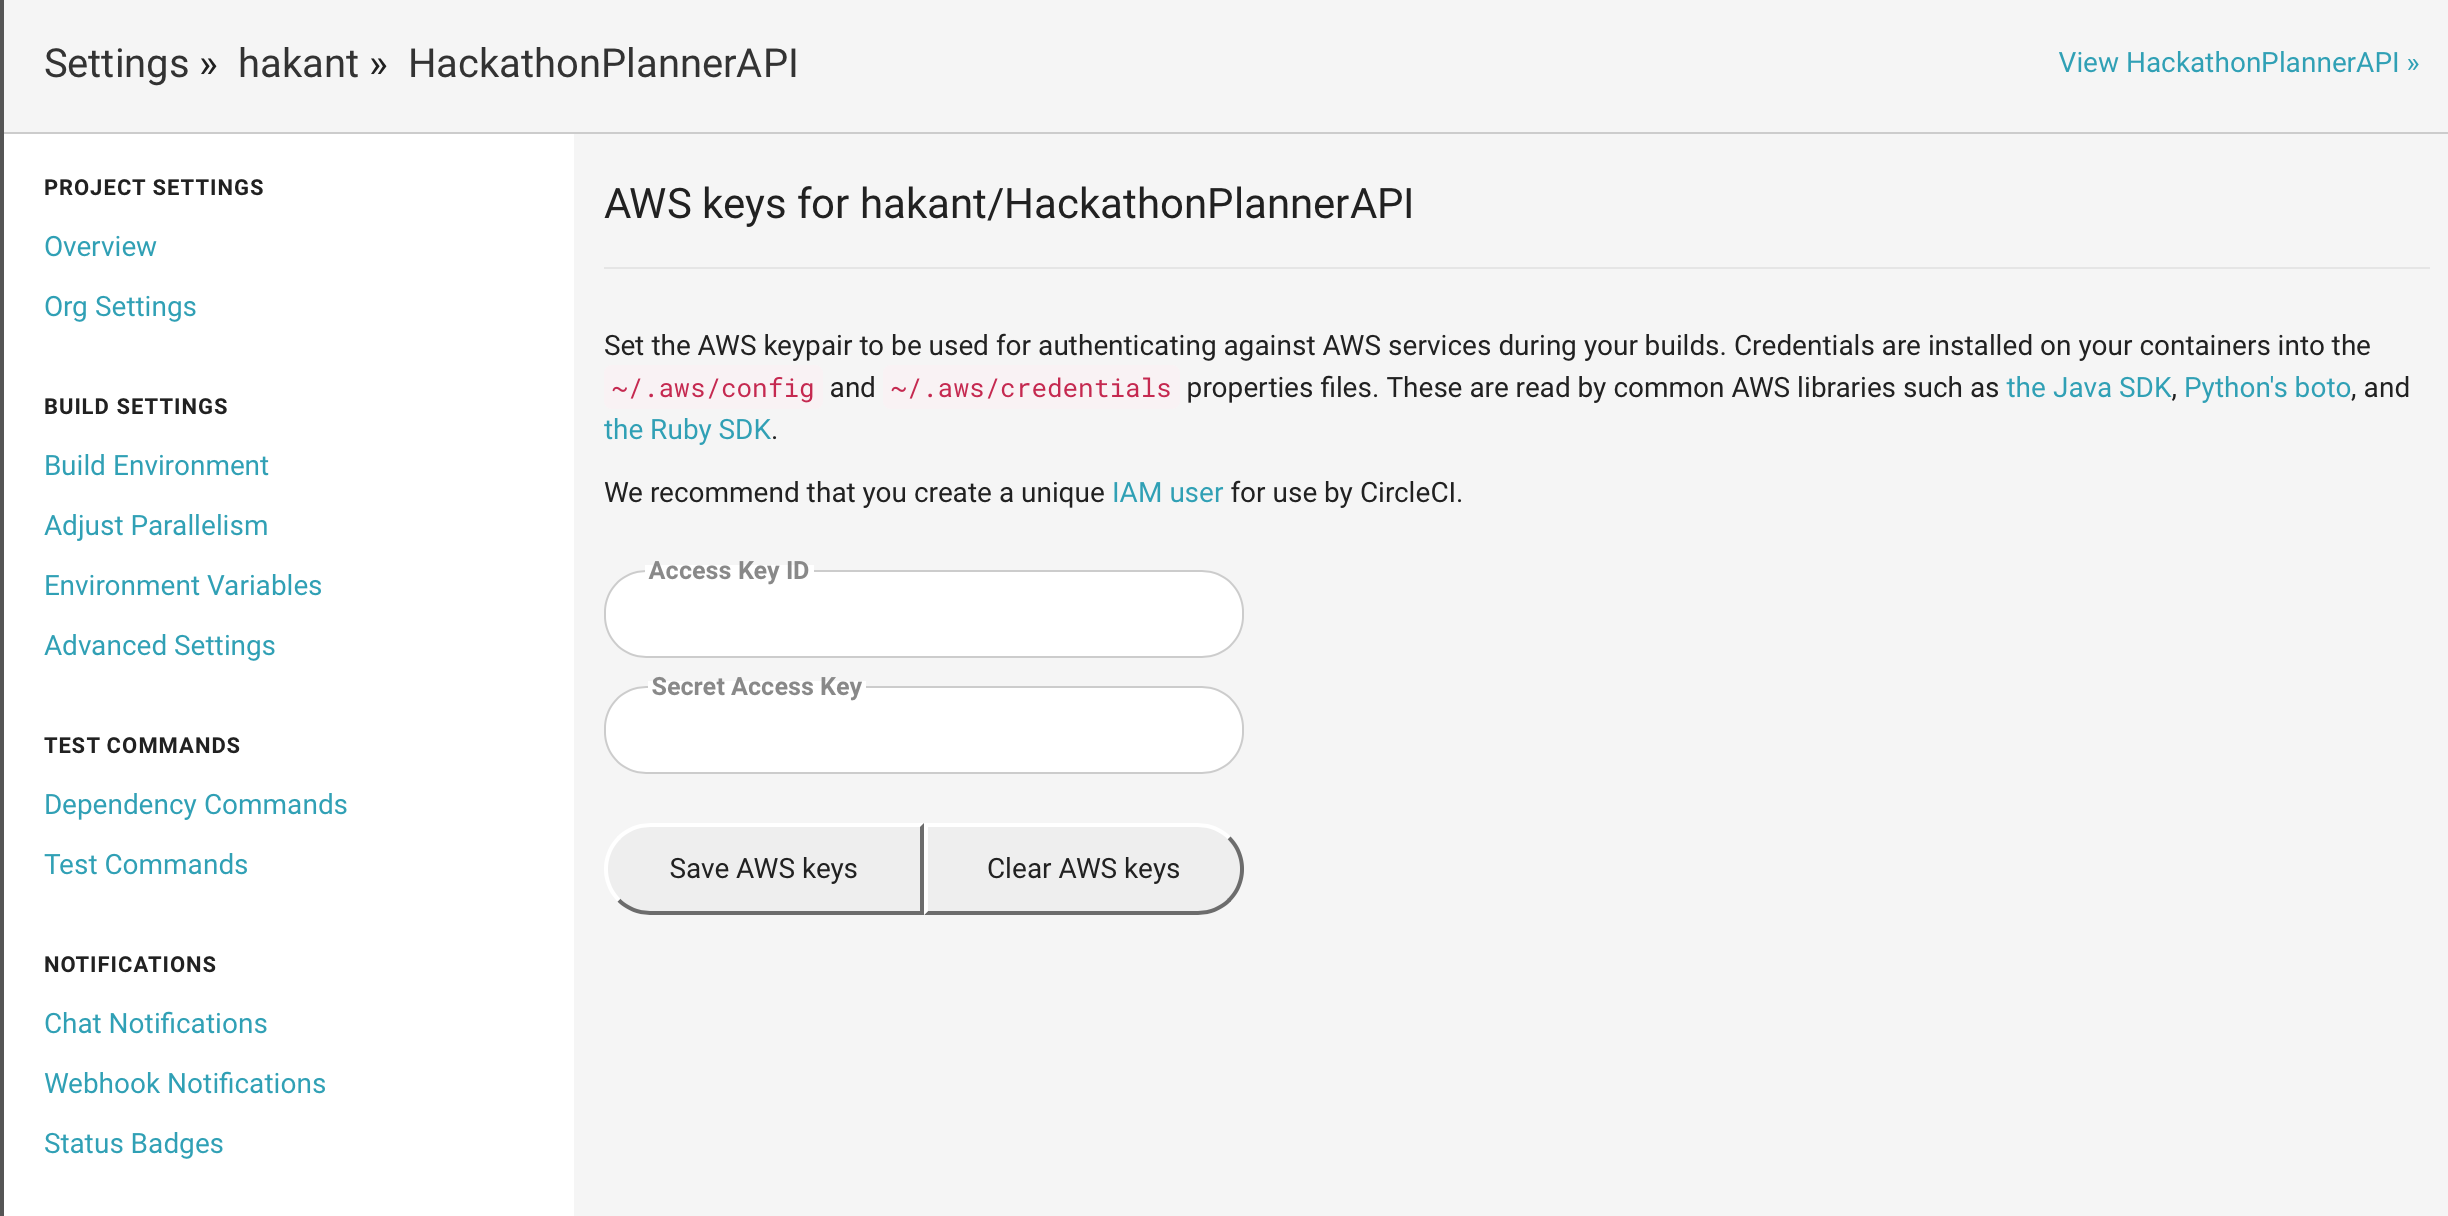 Settings » hakant » HackathonPlannerAPI
View HackathonPlannerAPI »
PROJECT SETTINGS
Overview
Org Settings
BUILD SETTINGS
Build Environment
Adjust Parallelism
Environment Variables
Advanced Settings
TEST COMMANDS
Dependency Commands
Test Commands
NOTIFICATIONS
Chat Notifications
Webhook Notifications
Status Badges
AWS keys for hakant/HackathonPlannerAPI
Set the AWS keypair to be used for authenticating against AWS services during your builds. Credentials are installed on your containers into the
~/.aws/config and ~/.aws/credentials properties files. These are read by common AWS libraries such as the Java SDK, Python's boto, and
the Ruby SDK.
We recommend that you create a unique IAM user for use by CircleCI.
Access Key ID
Secret Access Key
Save AWS keys
Clear AWS keys